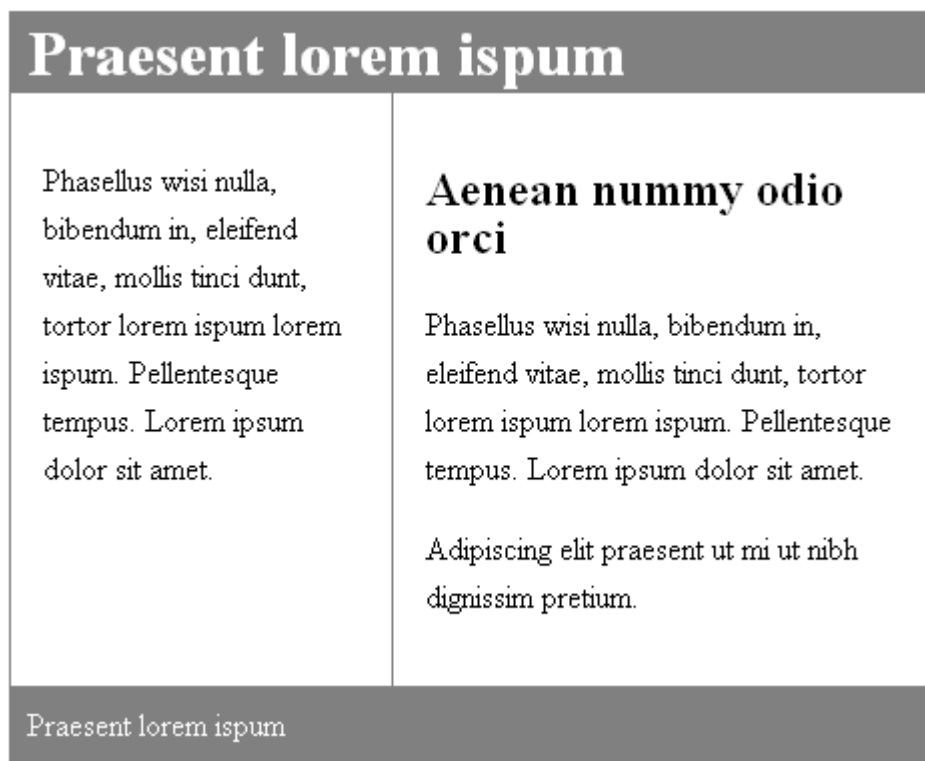 Praesent lorem ispum
Phasellus wisi nulla,
bibendum in, eleifend
vitae, mollis tinci dunt,
tortor lorem ispum lorem
ispum. Pellentesque
tempus. Lorem ipsum
dolor sit amet.
Aenean nummy odio
orci
Phasellus wisi nulla, bibendum in,
eleifend vitae, mollis tinci dunt, tortor
lorem ispum lorem ispum. Pellentesque
tempus. Lorem ipsum dolor sit amet.
Adipiscing elit praesent ut mi ut nibh
dignissim pretium.
Praesent lorem ispum